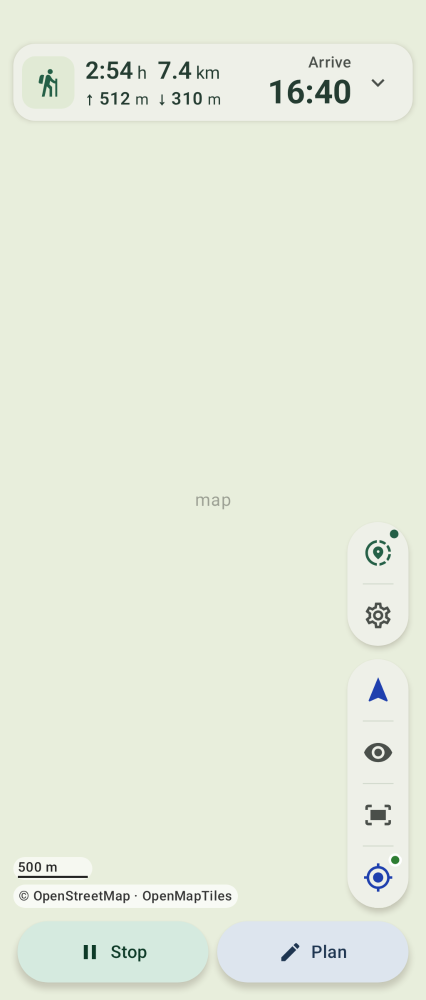 2:54 h 7.4 km
↑ 512 m ↓ 310 m
Arrive
16:40
map
500 m
© OpenStreetMap · OpenMapTiles
Stop
Plan